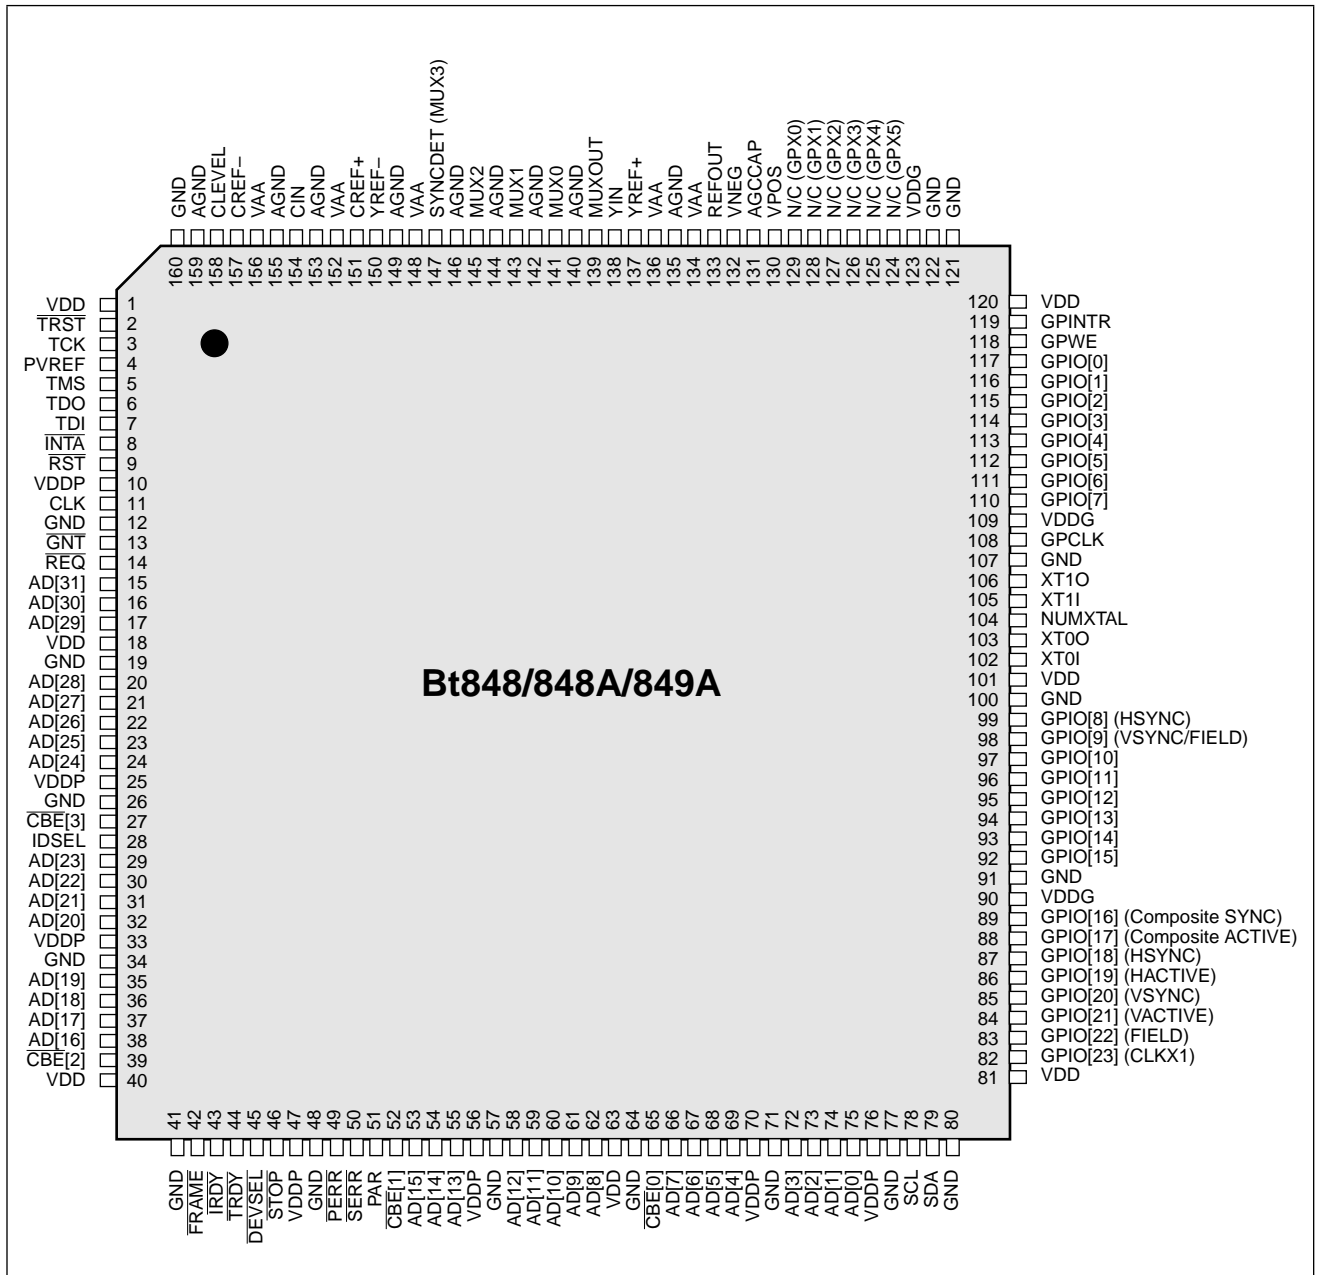 160 GND
159 AGND
158 CLEVEL
157 CREF–
156 VAA
155 AGND
154 CIN
153 AGND
152 VAA
151 CREF+
150 YREF–
149 AGND
148 VAA
147 SYNCDET (MUX3)
146 AGND
145 MUX2
144 AGND
143 MUX1
142 AGND
141 MUX0
140 AGND
139 MUXOUT
138 YIN
137 YREF+
136 VAA
135 AGND
134 VAA
133 REFOUT
132 VNEG
131 AGCCAP
130 VPOS
129 N/C (GPX0)
128 N/C (GPX1)
127 N/C (GPX2)
126 N/C (GPX3)
125 N/C (GPX4)
124 N/C (GPX5)
123 VDDG
122 GND
121 GND
VDD 1
TRST 2
TCK 3
PVREF 4
TMS 5
TDO 6
TDI 7
INTA 8
RST 9
VDDP 10
CLK 11
GND 12
GNT 13
REQ 14
AD[31] 15
AD[30] 16
AD[29] 17
VDD 18
GND 19
AD[28] 20
AD[27] 21
AD[26] 22
AD[25] 23
AD[24] 24
VDDP 25
GND 26
CBE[3] 27
IDSEL 28
AD[23] 29
AD[22] 30
AD[21] 31
AD[20] 32
VDDP 33
GND 34
AD[19] 35
AD[18] 36
AD[17] 37
AD[16] 38
CBE[2] 39
VDD 40
Bt848/848A/849A
120 VDD
119 GPINTR
118 GPWE
117 GPIO[0]
116 GPIO[1]
115 GPIO[2]
114 GPIO[3]
113 GPIO[4]
112 GPIO[5]
111 GPIO[6]
110 GPIO[7]
109 VDDG
108 GPCLK
107 GND
106 XT1O
105 XT1I
104 NUMXTAL
103 XT0O
102 XT0I
101 VDD
100 GND
99 GPIO[8] (HSYNC)
98 GPIO[9] (VSYNC/FIELD)
97 GPIO[10]
96 GPIO[11]
95 GPIO[12]
94 GPIO[13]
93 GPIO[14]
92 GPIO[15]
91 GND
90 VDDG
89 GPIO[16] (Composite SYNC)
88 GPIO[17] (Composite ACTIVE)
87 GPIO[18] (HSYNC)
86 GPIO[19] (HACTIVE)
85 GPIO[20] (VSYNC)
84 GPIO[21] (VACTIVE)
83 GPIO[22] (FIELD)
82 GPIO[23] (CLKX1)
81 VDD
41 GND
42 FRAME
43 IRDY
44 TRDY
45 DEVSEL
46 STOP
47 VDDP
48 GND
49 PERR
50 SERR
51 PAR
52 CBE[1]
53 AD[15]
54 AD[14]
55 AD[13]
56 VDDP
57 GND
58 AD[12]
59 AD[11]
60 AD[10]
61 AD[9]
62 AD[8]
63 VDD
64 GND
65 CBE[0]
66 AD[7]
67 AD[6]
68 AD[5]
69 AD[4]
70 VDDP
71 GND
72 AD[3]
73 AD[2]
74 AD[1]
75 AD[0]
76 VDDP
77 GND
78 SCL
79 SDA
80 GND